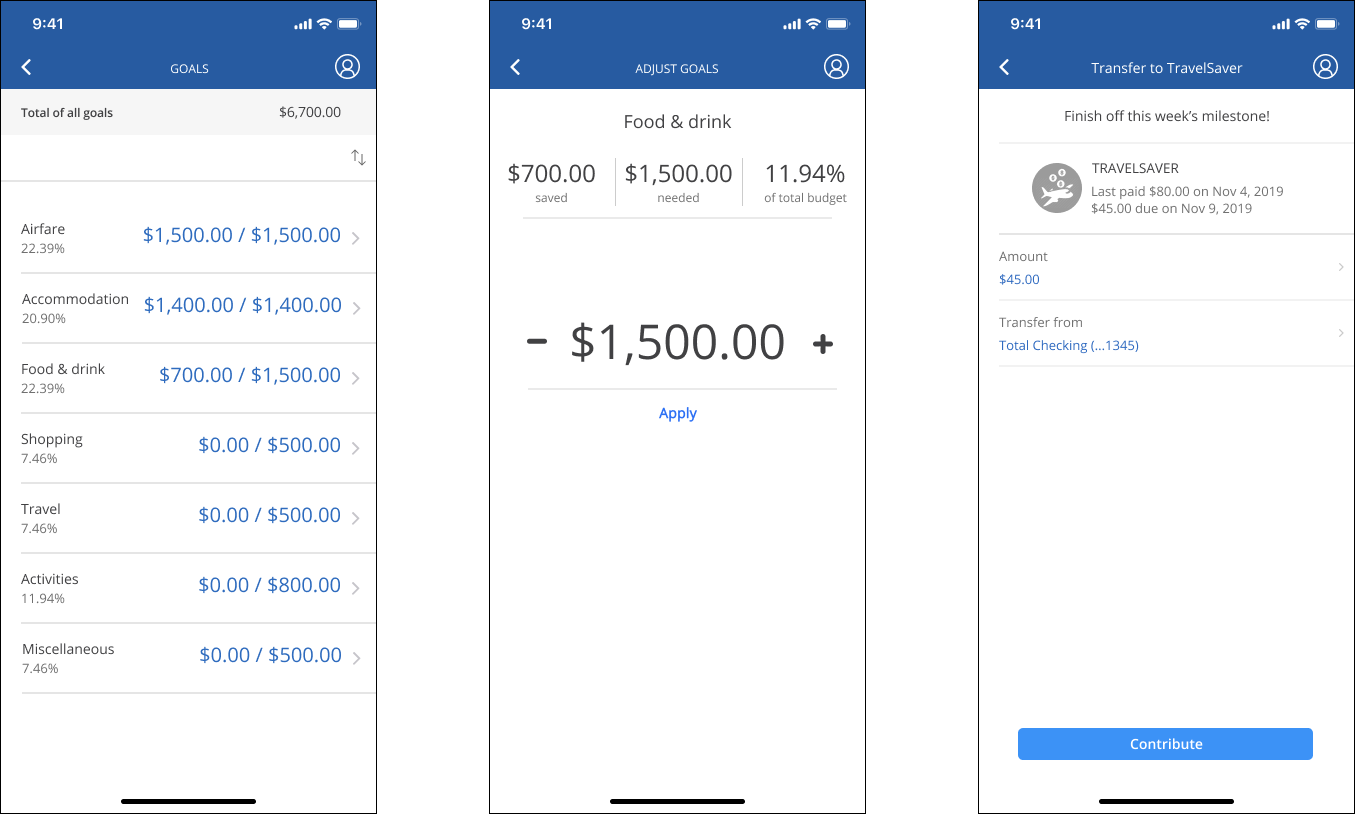 9:41
GOALS
Total of all goals $6,700.00
Airfare
22.39%
$1,500.00 / $1,500.00
Accommodation
20.90%
$1,400.00 / $1,400.00
Food & drink
22.39%
$700.00 / $1,500.00
Shopping
7.46%
$0.00 / $500.00
Travel
7.46%
$0.00 / $500.00
Activities
11.94%
$0.00 / $800.00
Miscellaneous
7.46%
$0.00 / $500.00
9:41
ADJUST GOALS
Food & drink
$700.00
saved
$1,500.00
needed
11.94%
of total budget
− $1,500.00 +
Apply
9:41
Transfer to TravelSaver
Finish off this week’s milestone!
TRAVELSAVER
Last paid $80.00 on Nov 4, 2019
$45.00 due on Nov 9, 2019
Amount
$45.00
Transfer from
Total Checking (...1345)
Contribute